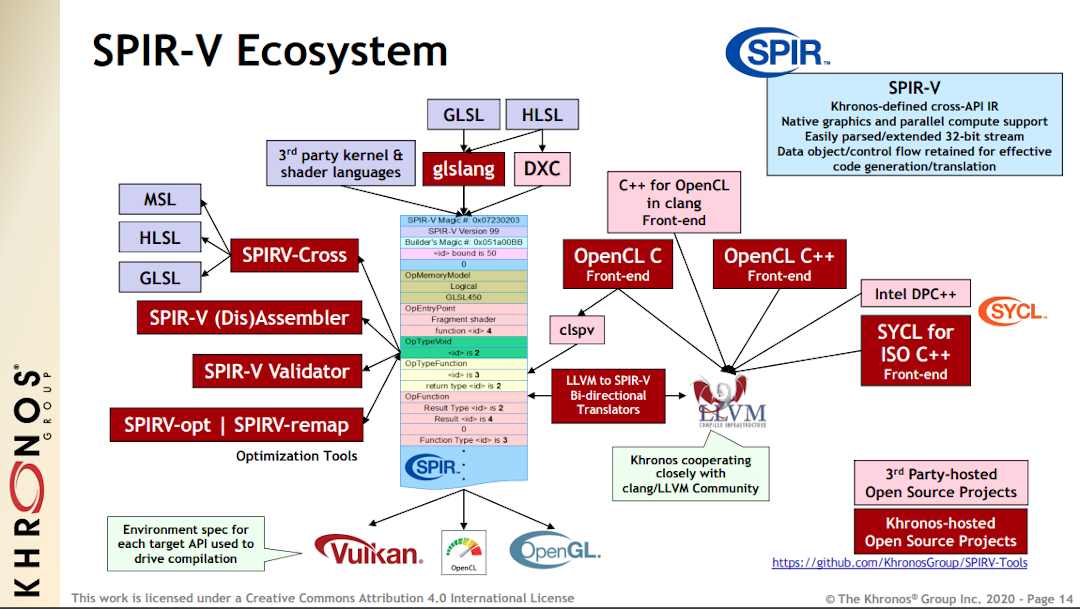 SPIR-V Ecosystem
SPIR™
SPIR-V
Khronos-defined cross-API IR
Native graphics and parallel compute support
Easily parsed/extended 32-bit stream
Data object/control flow retained for effective
code generation/translation
GLSL
HLSL
3rd party kernel &
shader languages
glslang
DXC
MSL
HLSL
GLSL
SPIRV-Cross
SPIR-V (Dis)Assembler
SPIR-V Validator
SPIRV-opt | SPIRV-remap
Optimization Tools
SPIR-V Magic #: 0x07230203
SPIR-V Version 99
Builder's Magic #: 0x051a00BB
<id> bound is 50
0
OpMemoryModel
Logical
GLSL450
OpEntryPoint
Fragment shader
function <id> 4
OpTypeVoid
<id> is 2
OpTypeFunction
<id> is 3
return type <id> is 2
OpFunction
Result Type <id> is 2
Result <id> is 4
0
Function Type <id> is 3
SPIR™
C++ for OpenCL
in clang
Front-end
OpenCL C
Front-end
OpenCL C++
Front-end
Intel DPC++
SYCL™
SYCL for
ISO C++
Front-end
clspv
LLVM to SPIR-V
Bi-directional
Translators
LLVM
COMPILER INFRASTRUCTURE
Khronos cooperating
closely with
clang/LLVM Community
3rd Party-hosted
Open Source Projects
Khronos-hosted
Open Source Projects
https://github.com/KhronosGroup/SPIRV-Tools
Environment spec for
each target API used to
drive compilation
Vulkan®
OpenCL
OpenGL®
KHRONOS®
GROUP
This work is licensed under a Creative Commons Attribution 4.0 International License
© The Khronos® Group Inc. 2020 - Page 14